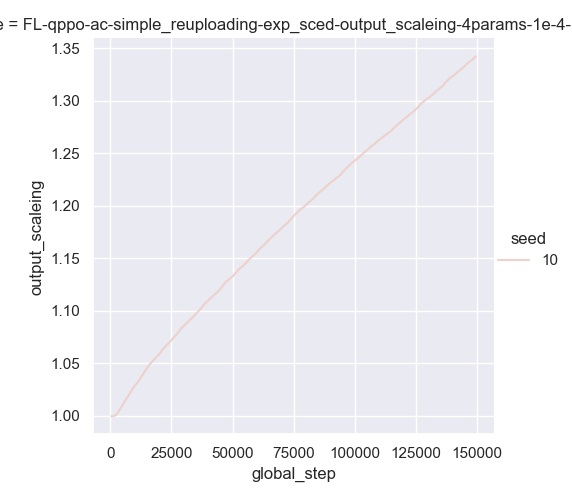 e = FL-qppo-ac-simple_reuploading-exp_sced-output_scaleing-4params-1e-4-
1.35
1.30
1.25
1.20
1.15
1.10
1.05
1.00
output_scaleing
0 25000 50000 75000 100000 125000 150000
global_step
seed
10